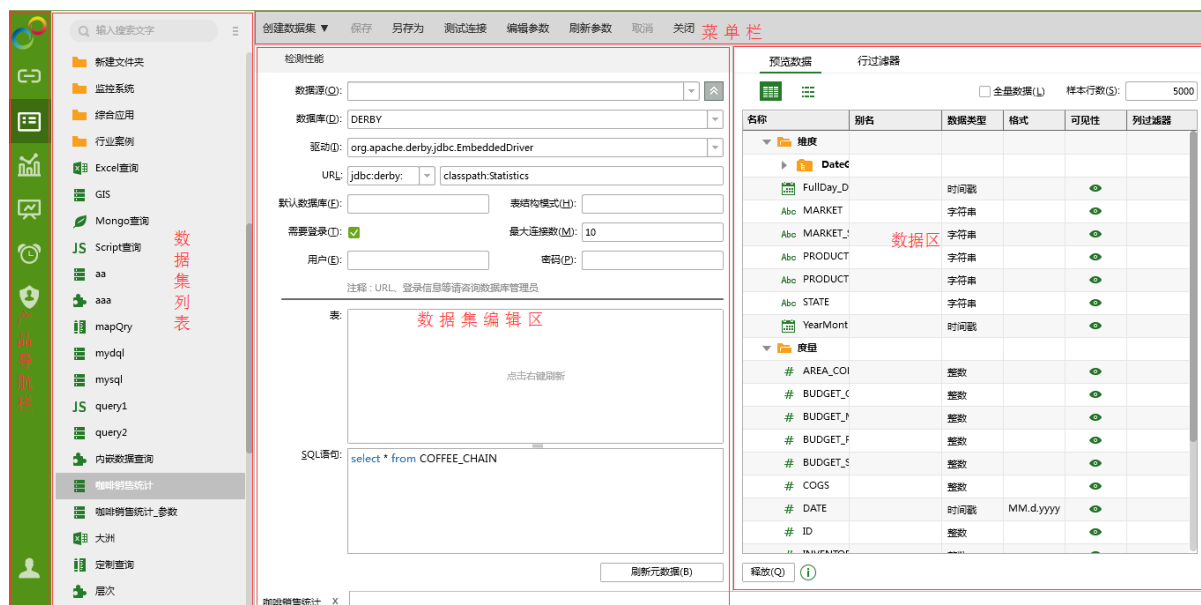 输入搜索文字
新建文件夹
监控系统
综合应用
行业案例
Excel查询
GIS
Mongo查询
JS Script查询
aa
aaa
mapQry
mydql
mysql
JS query1
query2
内嵌数据查询
咖啡销售统计
咖啡销售统计_参数
大洲
定制查询
层次
产品导航栏
数据集列表
创建数据集 ▼ 保存 另存为 测试连接 编辑参数 刷新参数 取消 关闭 菜单栏
检测性能
数据源(O):
数据库(D): DERBY
驱动(I): org.apache.derby.jdbc.EmbeddedDriver
URL: jdbc:derby: classpath:Statistics
默认数据库(F): 表结构模式(H):
需要登录(T): 最大连接数(M): 10
用户(E): 密码(P):
注释 : URL、登录信息等请咨询数据库管理员
表:
数据集编辑区
点击右键刷新
SQL语句: select * from COFFEE_CHAIN
刷新元数据(B)
咖啡销售统计 X
预览数据 行过滤器
全量数据(L) 样本行数(S): 5000
名称 别名 数据类型 格式 可见性 列过滤器
维度
DateG
FullDay_D 时间戳
Abc MARKET 字符串
Abc MARKET_S 字符串
数据区
Abc PRODUCT 字符串
Abc PRODUCT 字符串
Abc STATE 字符串
YearMont 时间戳
度量
# AREA_COI 整数
# BUDGET_C 整数
# BUDGET_M 整数
# BUDGET_P 整数
# BUDGET_S 整数
# COGS 整数
# DATE 时间戳 MM.d.yyyy
# ID 整数
释放(Q)